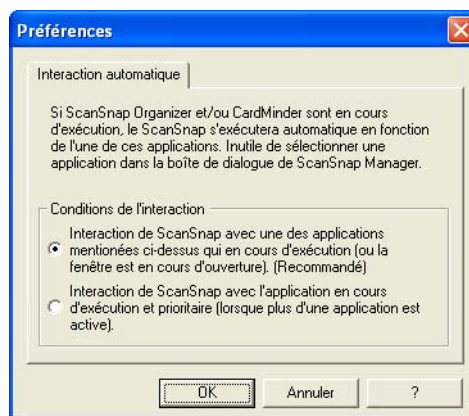 Préférences
Interaction automatique
Si ScanSnap Organizer et/ou CardMinder sont en cours
d'exécution, le ScanSnap s'exécutera automatique en fonction
de l'une de ces applications. Inutile de sélectionner une
application dans la boîte de dialogue de ScanSnap Manager.
Conditions de l'interaction
Interaction de ScanSnap avec une des applications
mentionées ci-dessus qui en cours d'exécution (ou la
fenêtre est en cours d'ouverture). (Recommandé)
Interaction de ScanSnap avec l'application en cours
d'exécution et prioritaire (lorsque plus d'une application est
active).
OK
Annuler
?